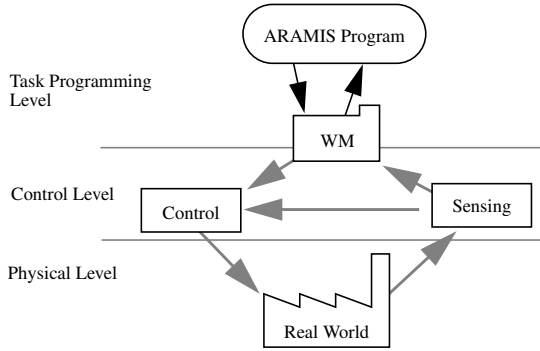 ARAMIS Program
Task Programming
Level
WM
Control Level
Control
Sensing
Physical Level
Real World